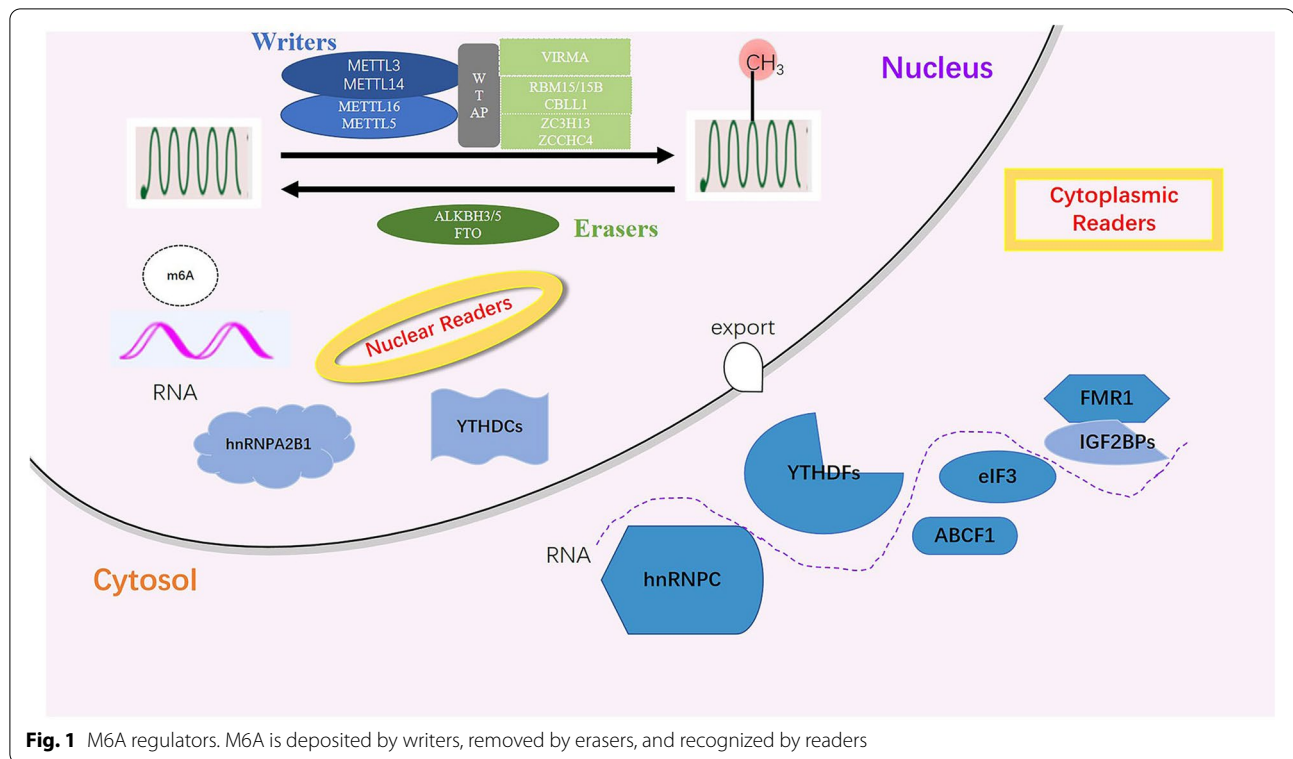 Writers
METTL3
METTL14
METTL16
METTL5
W
T
AP
VIRMA
RBM15/15B
CBLL1
ZC3H13
ZCCHC4
CH3
Nucleus
ALKBH3/5
FTO
Erasers
Cytoplasmic
Readers
m6A
RNA
Nuclear Readers
hnRNPA2B1
YTHDCs
export
FMR1
IGF2BPs
YTHDFs
eIF3
ABCF1
RNA
hnRNPC
Cytosol
Fig. 1 M6A regulators. M6A is deposited by writers, removed by erasers, and recognized by readers